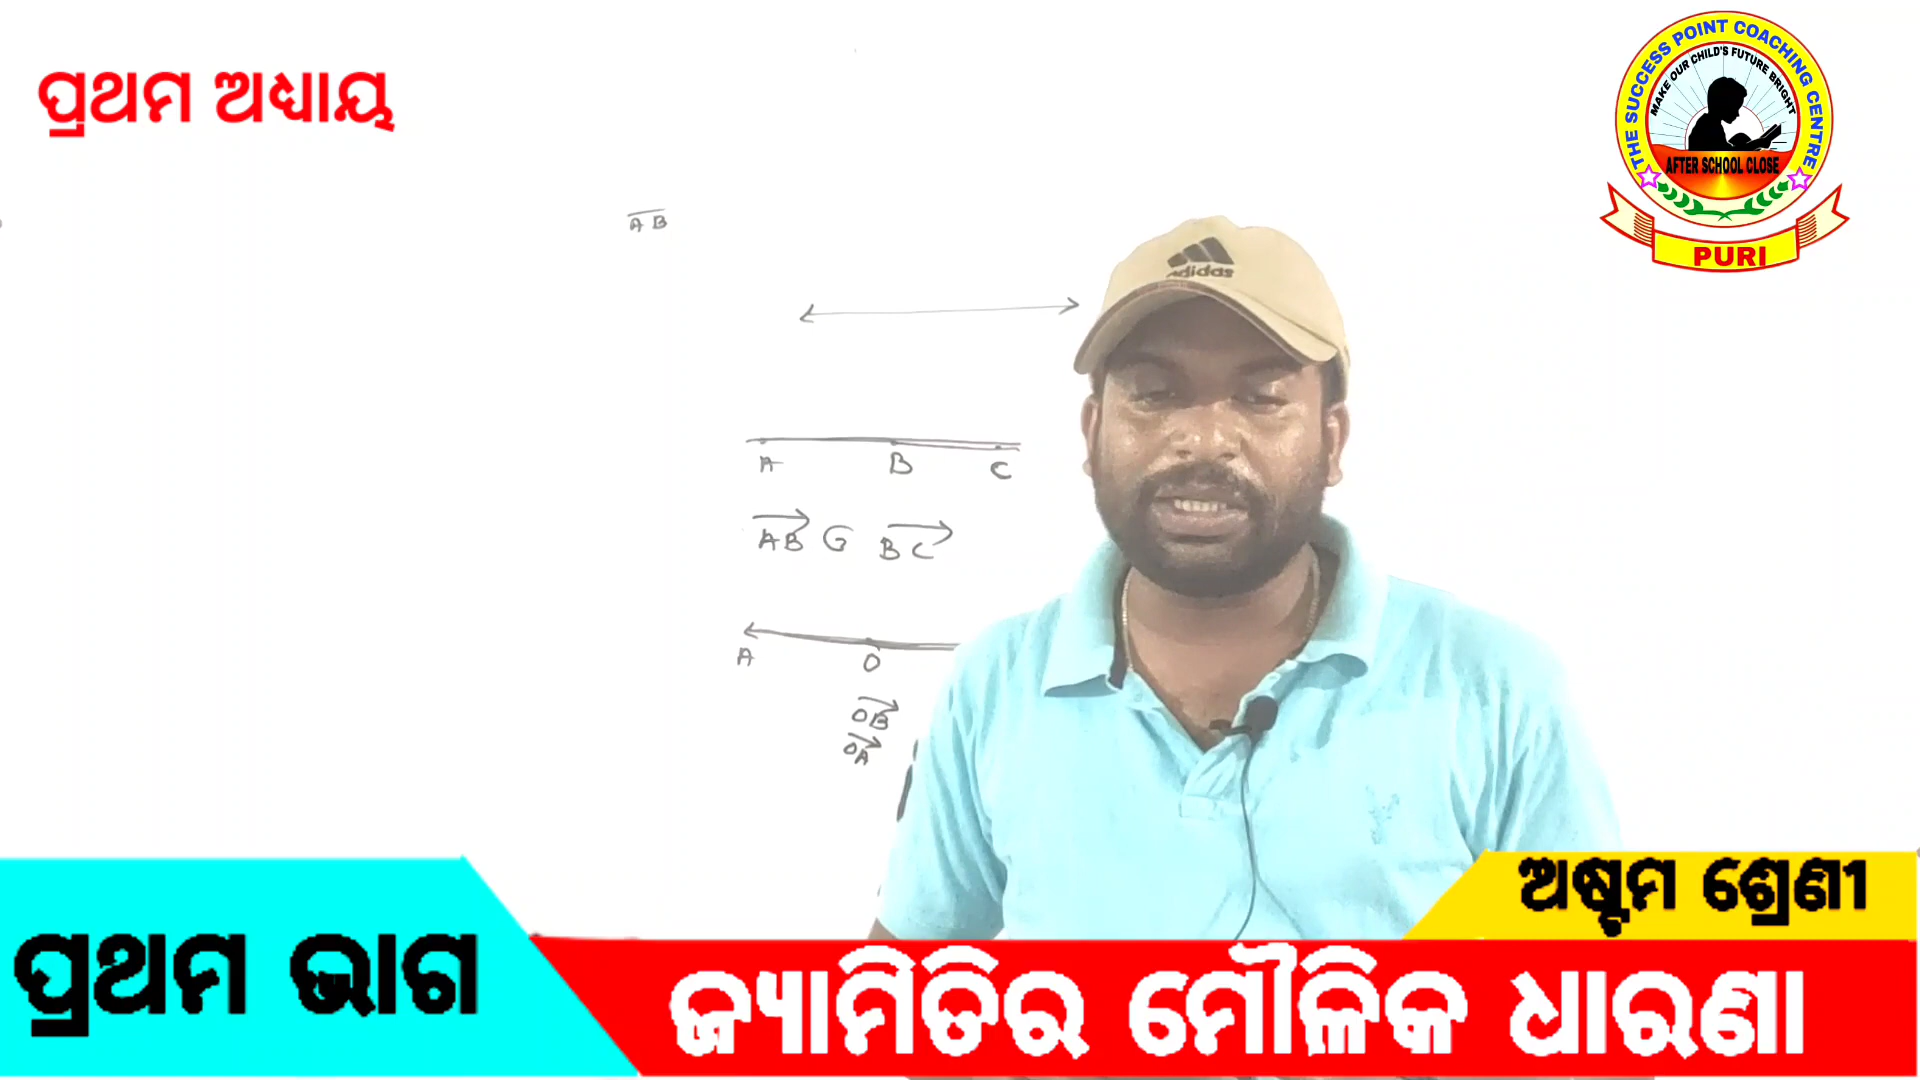 ପ୍ରଥମ ଅଧ୍ୟାୟ
THE SUCCESS POINT COACHING CENTRE
MAKE OUR CHILD'S FUTURE BRIGHT
AFTER SCHOOL CLOSE
PURI
AB
adidas
A B C
AB ଓ BC
A O
OB
OA
ଅଷ୍ଟମ ଶ୍ରେଣୀ
ପ୍ରଥମ ଭାଗ
ଜ୍ୟାମିତିର ମୌଳିକ ଧାରଣା